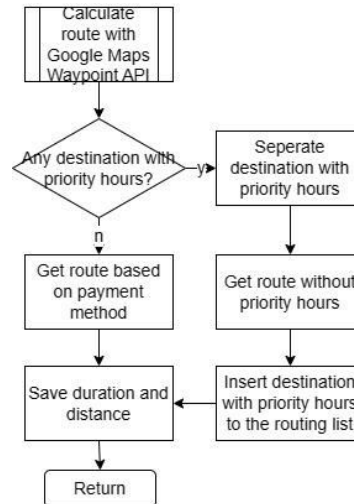 Calculate
route with
Google Maps
Waypoint API
Any destination with
priority hours?
y
Seperate
destination with
priority hours
n
Get route based
on payment
method
Get route without
priority hours
Save duration and
distance
Insert destination
with priority hours
to the routing list
Return